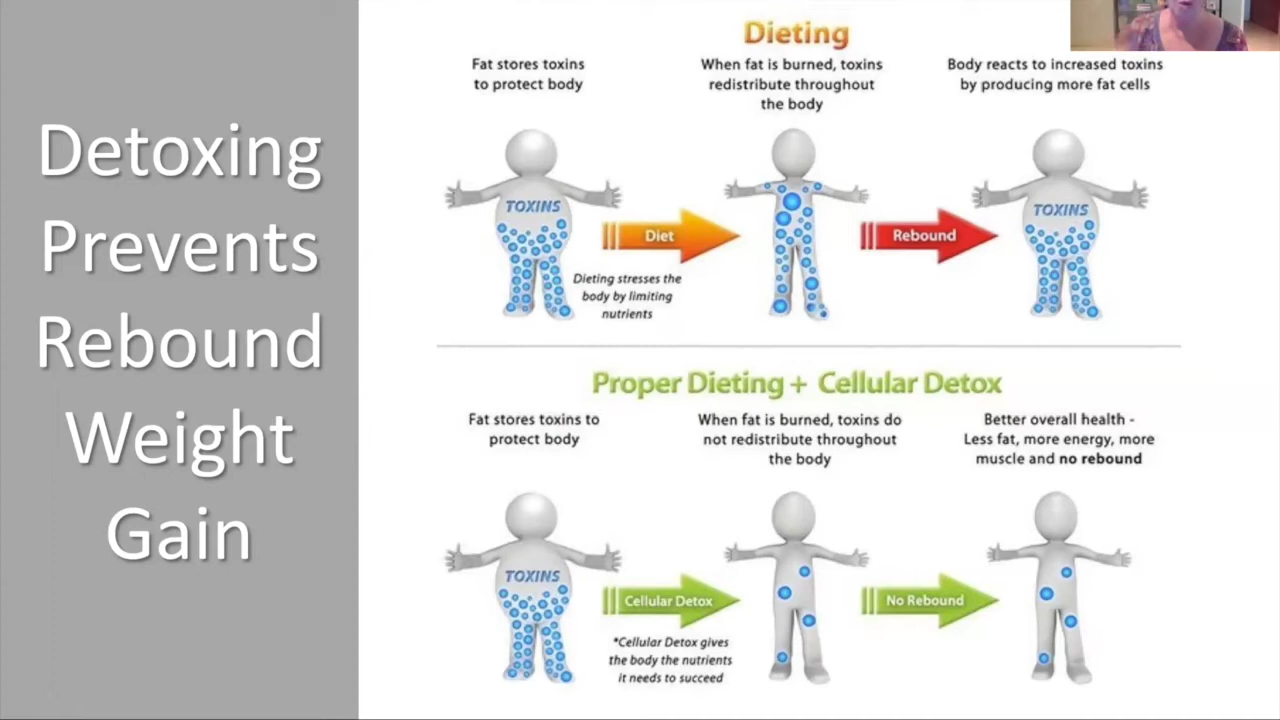 Detoxing
Prevents
Rebound
Weight
Gain
Dieting
Fat stores toxins
to protect body
When fat is burned, toxins
redistribute throughout
the body
Body reacts to increased toxins
by producing more fat cells
TOXINS
Diet
Dieting stresses the
body by limiting
nutrients
Rebound
TOXINS
Proper Dieting + Cellular Detox
Fat stores toxins to
protect body
When fat is burned, toxins do
not redistribute throughout
the body
Better overall health -
Less fat, more energy, more
muscle and no rebound
TOXINS
Cellular Detox
*Cellular Detox gives
the body the nutrients
it needs to succeed
No Rebound